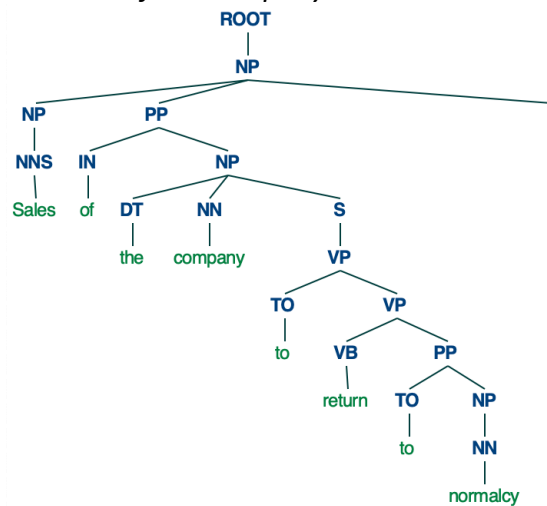 ROOT
NP
NP PP
NNS IN NP
Sales of DT NN S
the company VP
TO VP
to VB PP
return TO NP
to NN
normalcy